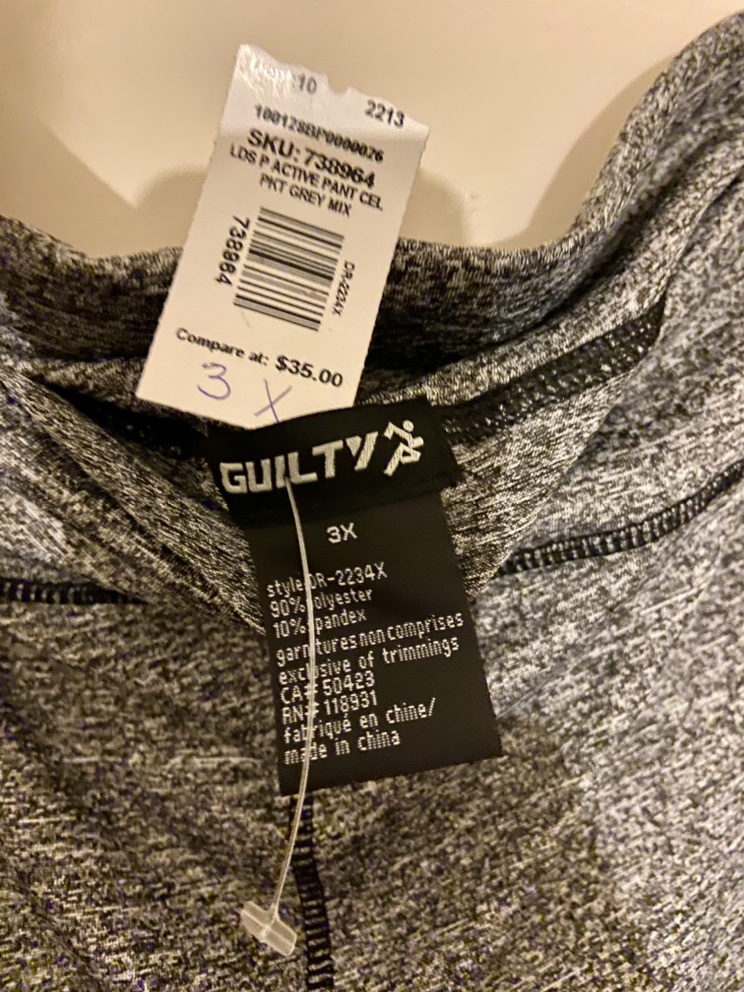 10 2213
100128BP0000026
SKU: 738964
LDS P ACTIVE PANT CEL
PKT GREY MIX
738964
DR-2234X
Compare at: $35.00
3 X
GUILTY
3X
style DR-2234X
90% polyester
10% spandex
garnitures non comprises
exclusive of trimmings
CA# 50423
RN# 118931
fabriqué en chine/
made in china